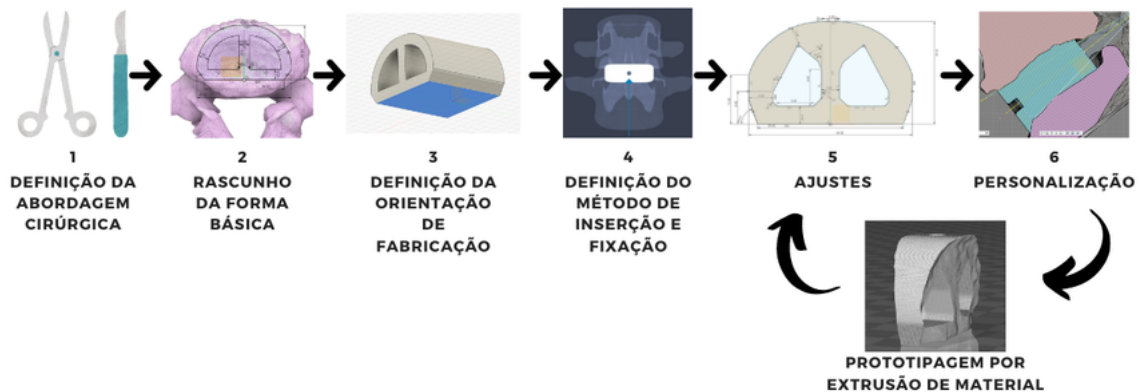 1
DEFINIÇÃO DA
ABORDAGEM
CIRÚRGICA
2
RASCUNHO
DA FORMA
BÁSICA
3
DEFINIÇÃO DA
ORIENTAÇÃO
DE
FABRICAÇÃO
4
DEFINIÇÃO DO
MÉTODO DE
INSERÇÃO E
FIXAÇÃO
5
AJUSTES
6
PERSONALIZAÇÃO
PROTOTIPAGEM POR
EXTRUSÃO DE MATERIAL